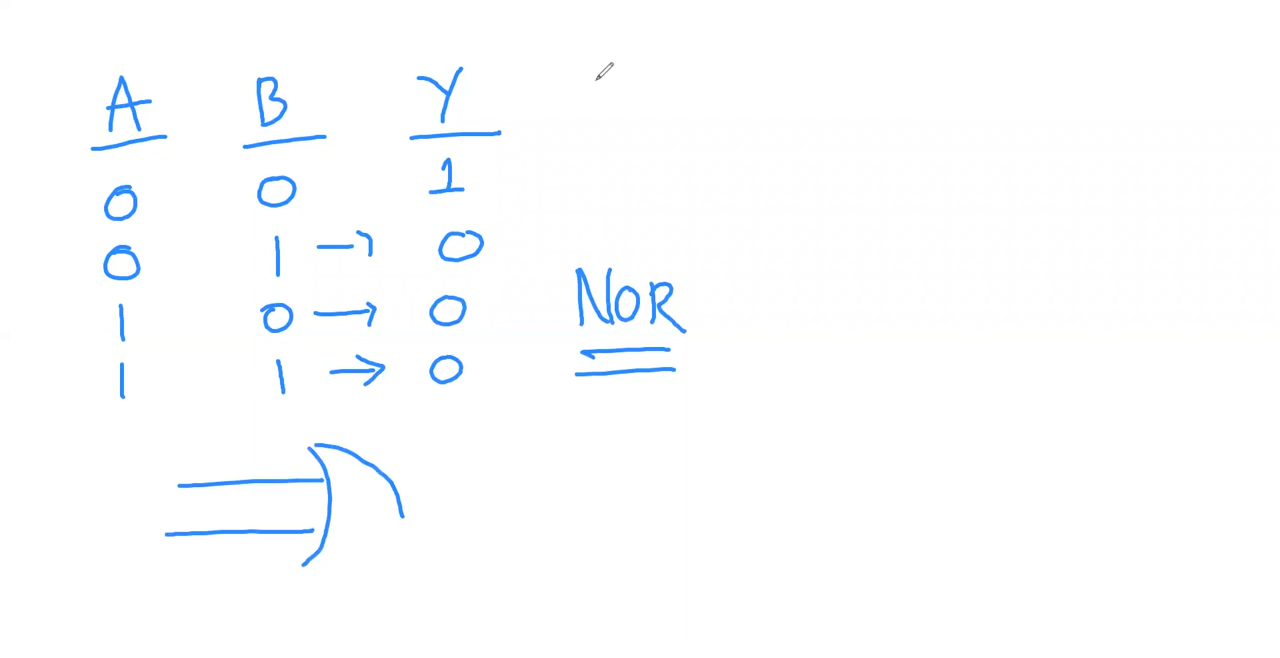 A B Y
0 0 1
0 1 → 0
1 0 → 0
1 1 → 0
NOR